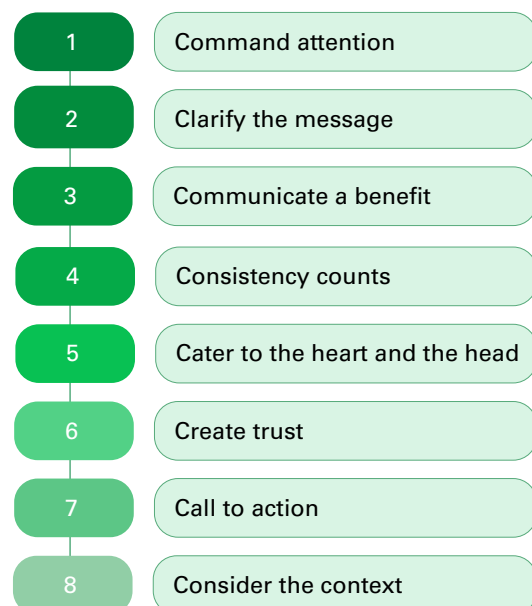 1 Command attention
2 Clarify the message
3 Communicate a benefit
4 Consistency counts
5 Cater to the heart and the head
6 Create trust
7 Call to action
8 Consider the context